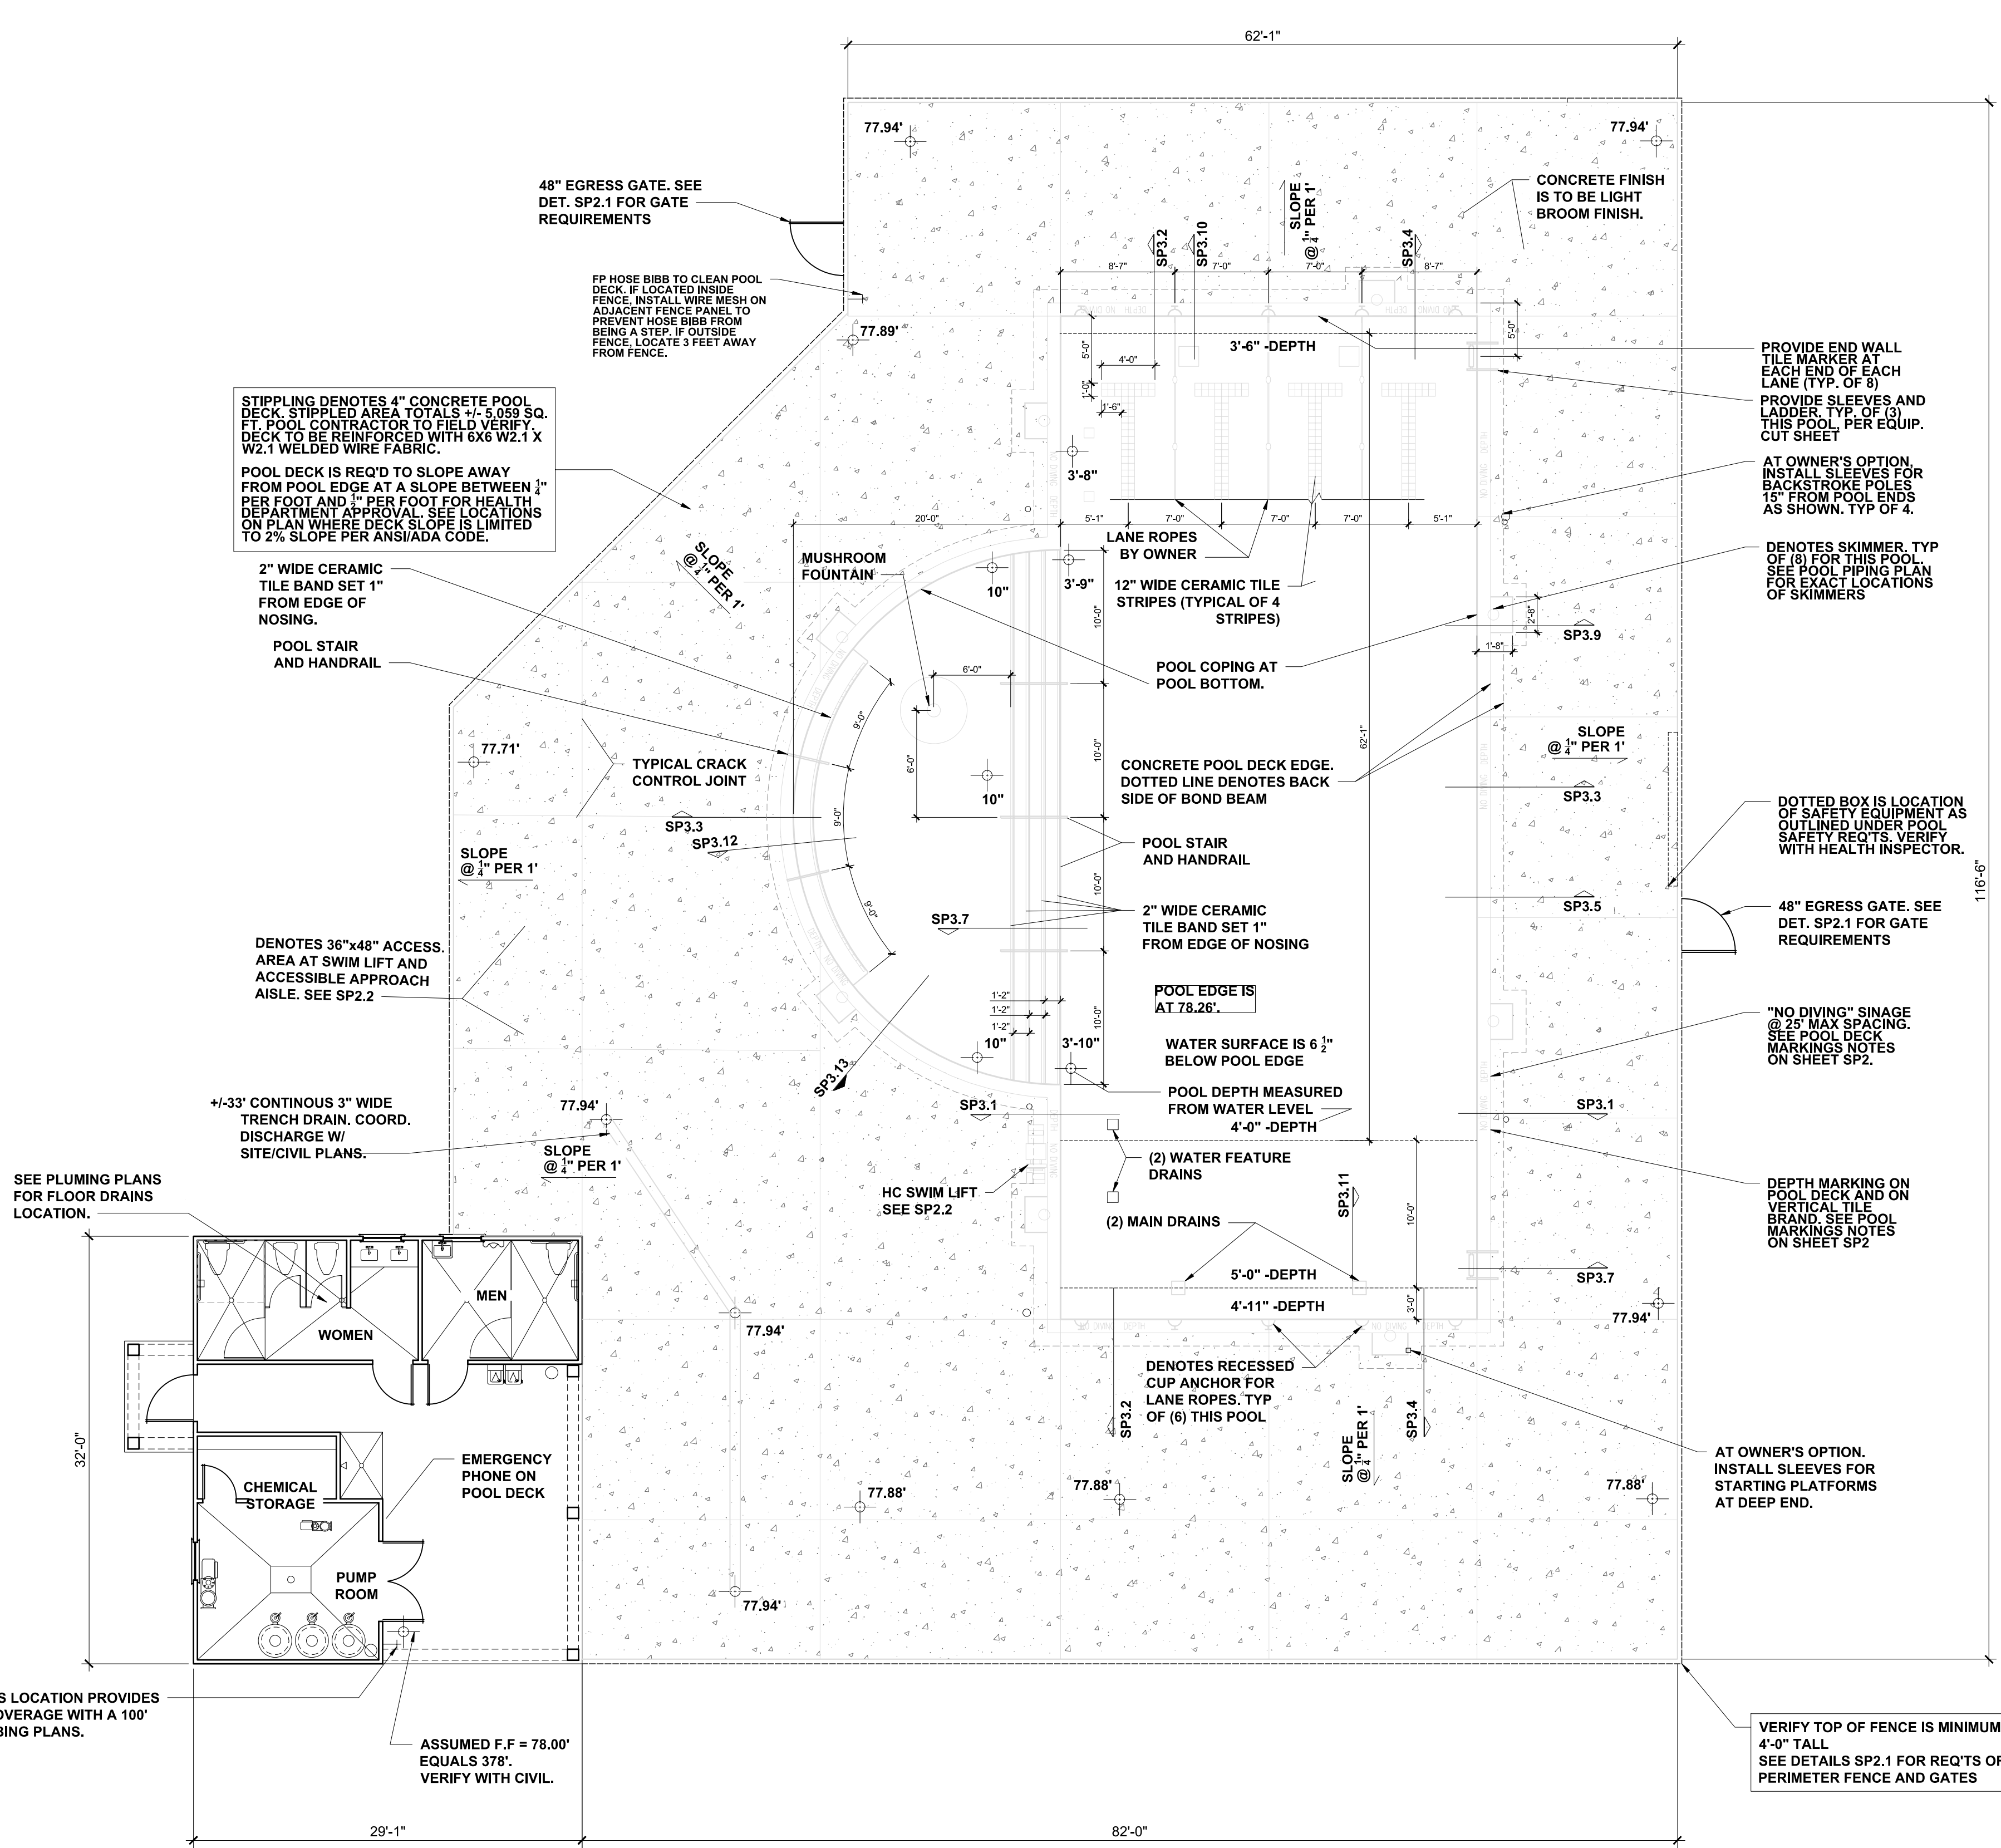 62'-1"
77.94'
77.94'
48" EGRESS GATE. SEE
DET. SP2.1 FOR GATE
REQUIREMENTS
CONCRETE FINISH
IS TO BE LIGHT
BROOM FINISH.
SLOPE
@ 1/4" PER 1'
SP3.2
SP3.10
SP3.4
8'-7"
7'-0"
7'-0"
8'-7"
FP HOSE BIBB TO CLEAN POOL
DECK. IF LOCATED INSIDE
FENCE, INSTALL WIRE MESH ON
ADJACENT FENCE PANEL TO
PREVENT HOSE BIBB FROM
BEING A STEP. IF OUTSIDE
FENCE, LOCATE 3 FEET AWAY
FROM FENCE.
77.89'
NO DIVING DEPTH
DEPTH NO DIVING
3'-6" -DEPTH
5'-0"
5'-0"
4'-0"
1'-0"
1'-6"
3'-8"
PROVIDE END WALL
TILE MARKER AT
EACH END OF EACH
LANE (TYP. OF 8)
PROVIDE SLEEVES AND
LADDER. TYP. OF (3)
THIS POOL, PER EQUIP.
CUT SHEET
STIPPLING DENOTES 4" CONCRETE POOL
DECK. STIPPLED AREA TOTALS +/- 5,059 SQ.
FT. POOL CONTRACTOR TO FIELD VERIFY.
DECK TO BE REINFORCED WITH 6X6 W2.1 X
W2.1 WELDED WIRE FABRIC.
POOL DECK IS REQ'D TO SLOPE AWAY
FROM POOL EDGE AT A SLOPE BETWEEN 1/4"
PER FOOT AND 1/2" PER FOOT FOR HEALTH
DEPARTMENT APPROVAL. SEE LOCATIONS
ON PLAN WHERE DECK SLOPE IS LIMITED
TO 2% SLOPE PER ANSI/ADA CODE.
AT OWNER'S OPTION,
INSTALL SLEEVES FOR
BACKSTROKE POLES
15" FROM POOL ENDS
AS SHOWN. TYP OF 4.
20'-0"
5'-1"
7'-0"
7'-0"
7'-0"
5'-1"
LANE ROPES
BY OWNER
DENOTES SKIMMER. TYP
OF (8) FOR THIS POOL.
SEE POOL PIPING PLAN
FOR EXACT LOCATIONS
OF SKIMMERS
SLOPE
@ 1/4" PER 1'
MUSHROOM
FOUNTAIN
10"
3'-9"
12" WIDE CERAMIC TILE
STRIPES (TYPICAL OF 4
STRIPES)
2" WIDE CERAMIC
TILE BAND SET 1"
FROM EDGE OF
NOSING.
10'-0"
2'-8"
SP3.9
1'-8"
POOL STAIR
AND HANDRAIL
POOL COPING AT
POOL BOTTOM.
6'-0"
9'-0"
6'-0"
10'-0"
62'-1"
77.71'
TYPICAL CRACK
CONTROL JOINT
10"
CONCRETE POOL DECK EDGE.
DOTTED LINE DENOTES BACK
SIDE OF BOND BEAM
SLOPE
@ 1/4" PER 1'
SP3.3
DOTTED BOX IS LOCATION
OF SAFETY EQUIPMENT AS
OUTLINED UNDER POOL
SAFETY REQ'TS. VERIFY
WITH HEALTH INSPECTOR.
116'-6"
9'-0"
SP3.3
SP3.12
SLOPE
@ 1/4" PER 1'
POOL STAIR
AND HANDRAIL
10'-0"
9'-0"
SP3.7
2" WIDE CERAMIC
TILE BAND SET 1"
FROM EDGE OF NOSING
SP3.5
48" EGRESS GATE. SEE
DET. SP2.1 FOR GATE
REQUIREMENTS
DENOTES 36"x48" ACCESS.
AREA AT SWIM LIFT AND
ACCESSIBLE APPROACH
AISLE. SEE SP2.2
POOL EDGE IS
AT 78.26'.
1'-2"
1'-2"
1'-2"
10'-0"
"NO DIVING" SINAGE
@ 25' MAX SPACING.
SEE POOL DECK
MARKINGS NOTES
ON SHEET SP2.
WATER SURFACE IS 6 1/2"
BELOW POOL EDGE
10"
3'-10"
SP3.13
POOL DEPTH MEASURED
FROM WATER LEVEL
4'-0" -DEPTH
+/-33' CONTINOUS 3" WIDE
TRENCH DRAIN. COORD.
DISCHARGE W/
SITE/CIVIL PLANS.
77.94'
SP3.1
SP3.1
SLOPE
@ 1/4" PER 1'
(2) WATER FEATURE
DRAINS
SEE PLUMING PLANS
FOR FLOOR DRAINS
LOCATION.
HC SWIM LIFT
SEE SP2.2
SP3.11
DEPTH MARKING ON
POOL DECK AND ON
VERTICAL TILE
BRAND. SEE POOL
MARKINGS NOTES
ON SHEET SP2
(2) MAIN DRAINS
10'-0"
5'-0" -DEPTH
SP3.7
MEN
WOMEN
4'-11" -DEPTH
3'-0"
77.94'
77.94'
NO DIVING DEPTH
NO DIVING DEPTH
DENOTES RECESSED
CUP ANCHOR FOR
LANE ROPES. TYP
OF (6) THIS POOL
SP3.2
SLOPE
@ 1/4" PER 1'
SP3.4
32'-0"
EMERGENCY
PHONE ON
POOL DECK
CHEMICAL
STORAGE
AT OWNER'S OPTION.
INSTALL SLEEVES FOR
STARTING PLATFORMS
AT DEEP END.
77.88'
77.88'
77.88'
PUMP
ROOM
77.94'
S LOCATION PROVIDES
OVERAGE WITH A 100'
BING PLANS.
ASSUMED F.F = 78.00'
EQUALS 378'.
VERIFY WITH CIVIL.
VERIFY TOP OF FENCE IS MINIMUM
4'-0" TALL
SEE DETAILS SP2.1 FOR REQ'TS OF
PERIMETER FENCE AND GATES
29'-1"
82'-0"